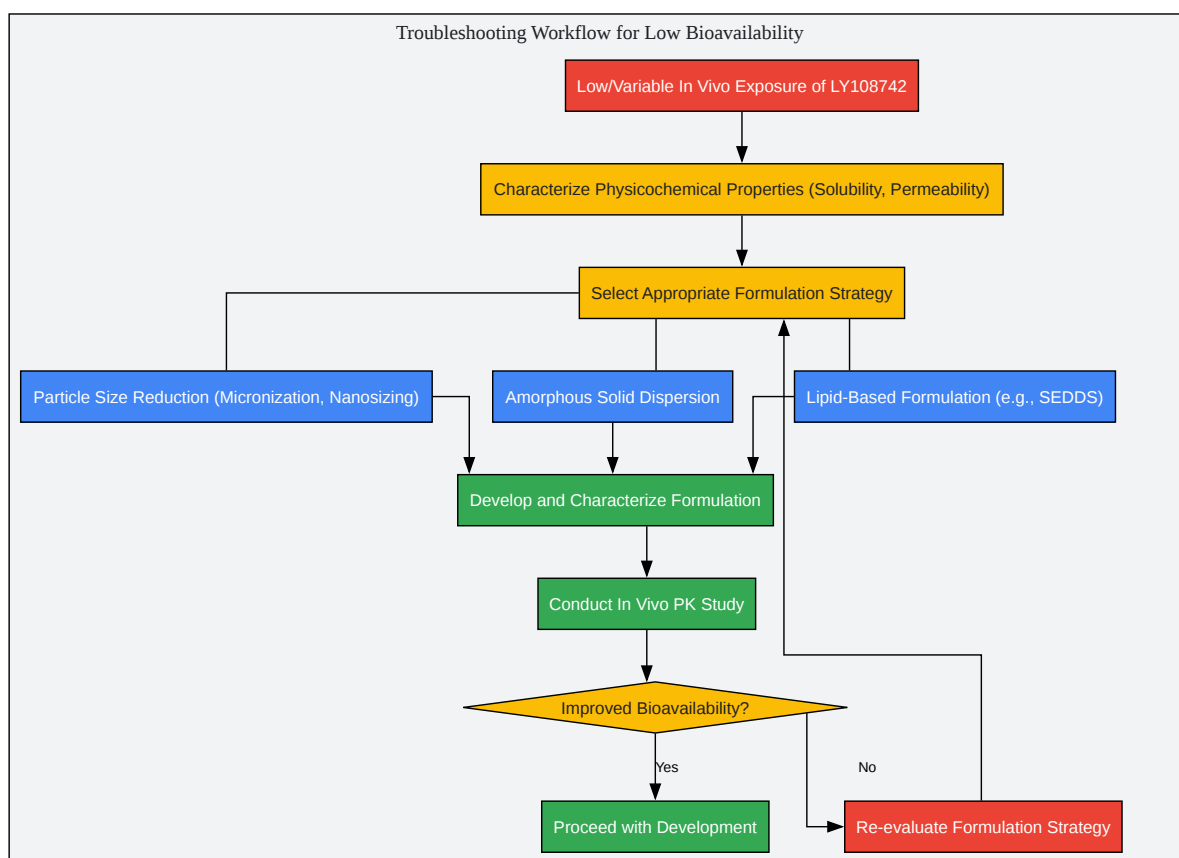 Troubleshooting Workflow for Low Bioavailability
Low/Variable In Vivo Exposure of LY108742
Characterize Physicochemical Properties (Solubility, Permeability)
Select Appropriate Formulation Strategy
Particle Size Reduction (Micronization, Nanosizing)
Amorphous Solid Dispersion
Lipid-Based Formulation (e.g., SEDDS)
Develop and Characterize Formulation
Conduct In Vivo PK Study
Improved Bioavailability?
Yes
No
Proceed with Development
Re-evaluate Formulation Strategy